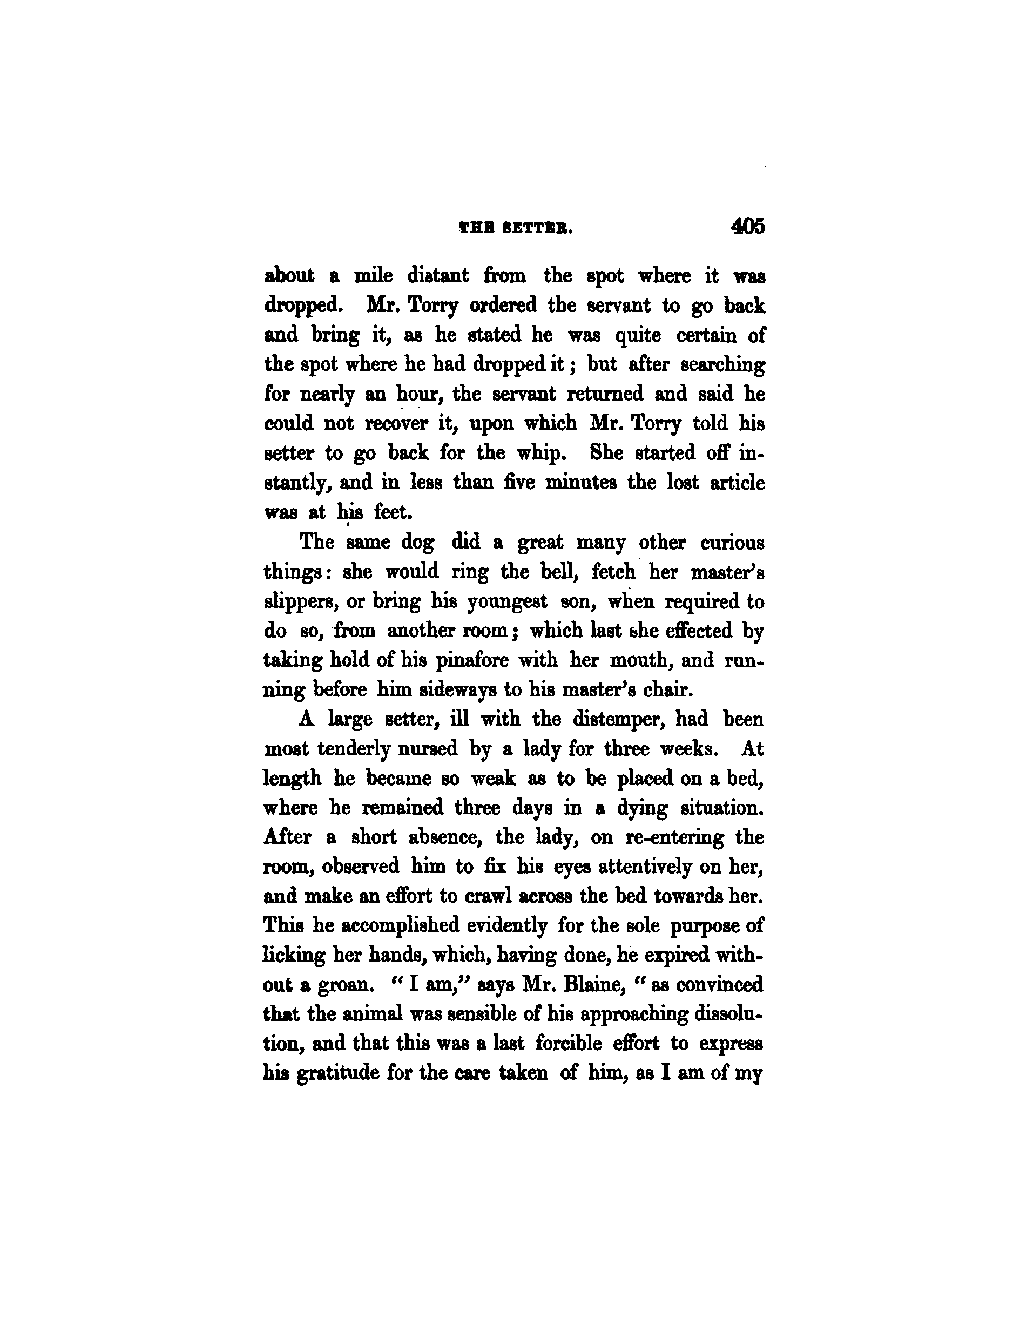 THE SETTER. 405
about a mile distant from the spot where it was
dropped. Mr. Torry ordered the servant to go back
and bring it, as he stated he was quite certain of
the spot where he had dropped it; but after searching
for nearly an hour, the servant returned and said he
could not recover it, upon which Mr. Torry told his
setter to go back for the whip. She started off in-
stantly, and in less than five minutes the lost article
was at his feet.
The same dog did a great many other curious
things: she would ring the bell, fetch her master's
slippers, or bring his youngest son, when required to
do so, from another room; which last she effected by
taking hold of his pinafore with her mouth, and run-
ning before him sideways to his master's chair.
A large setter, ill with the distemper, had been
most tenderly nursed by a lady for three weeks. At
length he became so weak as to be placed on a bed,
where he remained three days in a dying situation.
After a short absence, the lady, on re-entering the
room, observed him to fix his eyes attentively on her,
and make an effort to crawl across the bed towards her.
This he accomplished evidently for the sole purpose of
licking her hands, which, having done, he expired with-
out a groan. "I am," says Mr. Blaine, "as convinced
that the animal was sensible of his approaching dissolu-
tion, and that this was a last forcible effort to express
his gratitude for the care taken of him, as I am of my